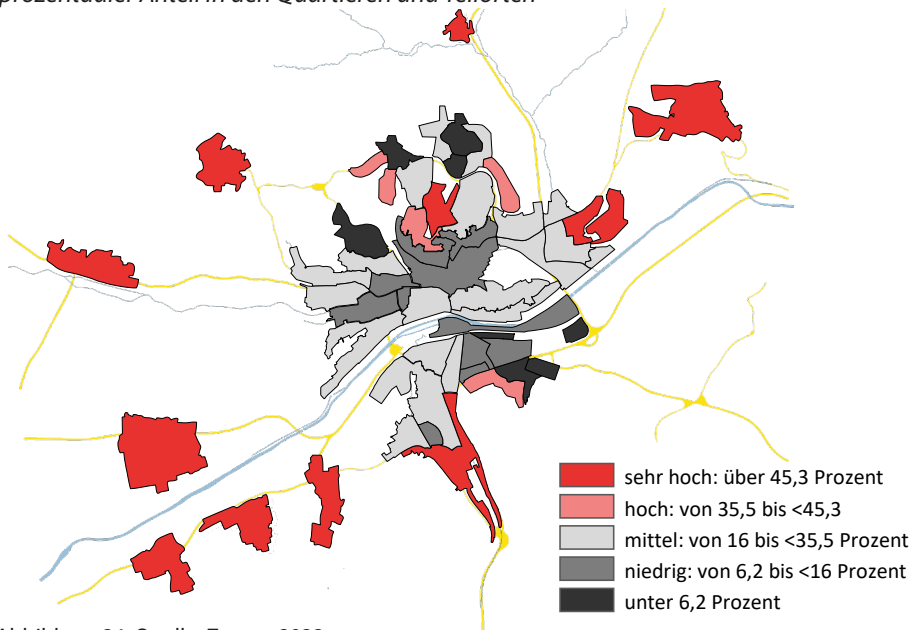 prozentualer Anteil in den Quartieren und Teilorten
sehr hoch: über 45,3 Prozent
hoch: von 35,5 bis <45,3
mittel: von 16 bis <35,5 Prozent
niedrig: von 6,2 bis <16 Prozent
unter 6,2 Prozent